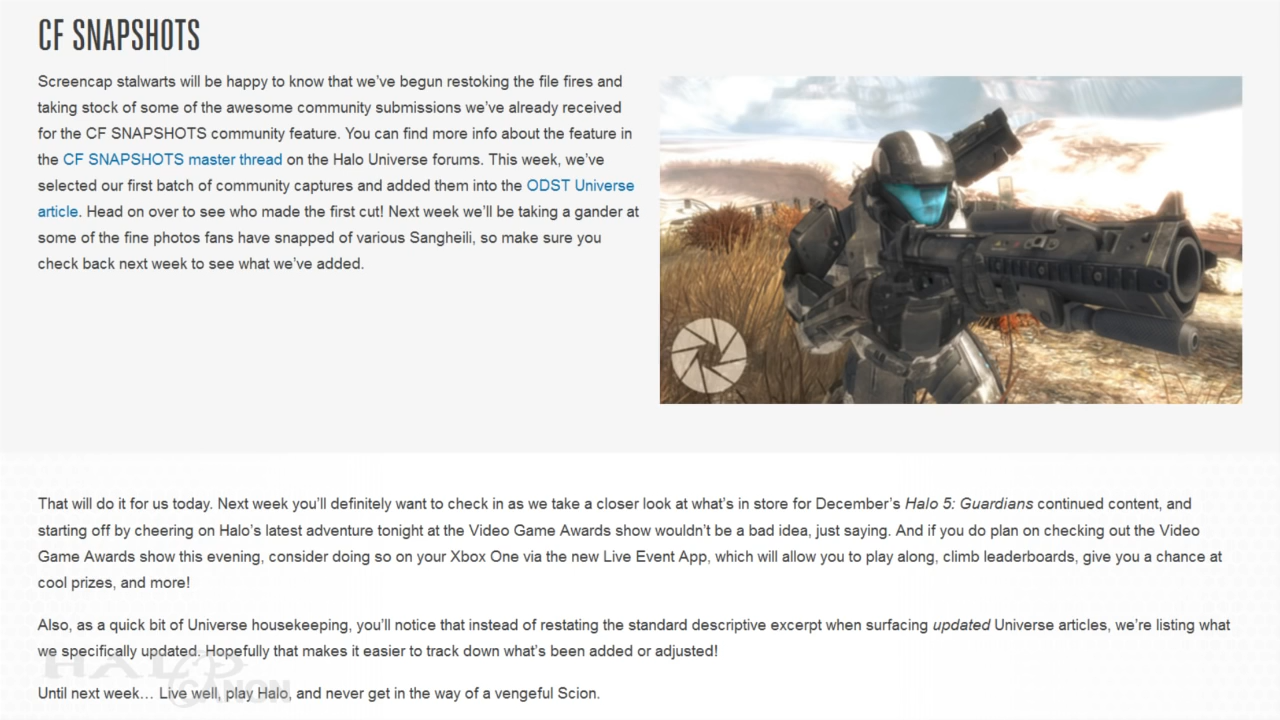 CF SNAPSHOTS
Screencap stalwarts will be happy to know that we've begun restoking the file fires and
taking stock of some of the awesome community submissions we've already received
for the CF SNAPSHOTS community feature. You can find more info about the feature in
the CF SNAPSHOTS master thread on the Halo Universe forums. This week, we've
selected our first batch of community captures and added them into the ODST Universe
article. Head on over to see who made the first cut! Next week we'll be taking a gander at
some of the fine photos fans have snapped of various Sangheili, so make sure you
check back next week to see what we've added.
That will do it for us today. Next week you'll definitely want to check in as we take a closer look at what's in store for December's Halo 5: Guardians continued content, and
starting off by cheering on Halo's latest adventure tonight at the Video Game Awards show wouldn't be a bad idea, just saying. And if you do plan on checking out the Video
Game Awards show this evening, consider doing so on your Xbox One via the new Live Event App, which will allow you to play along, climb leaderboards, give you a chance at
cool prizes, and more!
Also, as a quick bit of Universe housekeeping, you'll notice that instead of restating the standard descriptive excerpt when surfacing updated Universe articles, we're listing what
we specifically updated. Hopefully that makes it easier to track down what's been added or adjusted!
Until next week… Live well, play Halo, and never get in the way of a vengeful Scion.
HALO
CANON